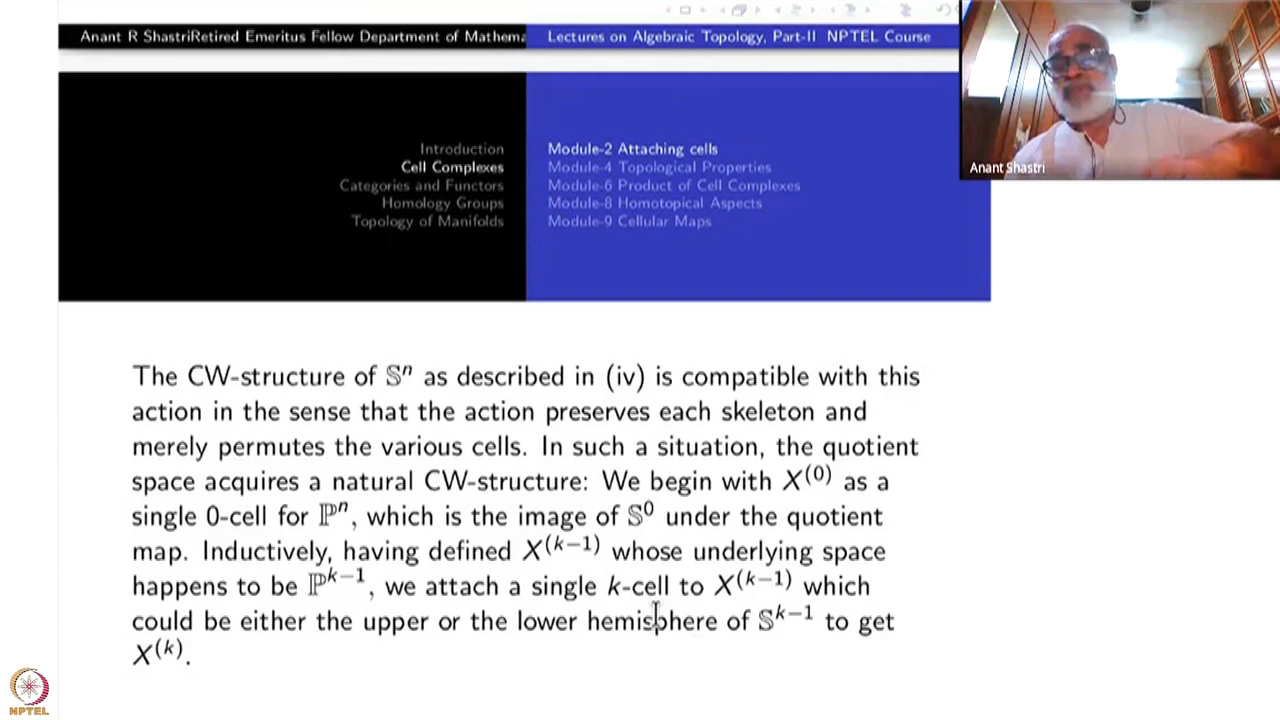 Anant R ShastriRetired Emeritus Fellow Department of Mathema
Lectures on Algebraic Topology, Part-II NPTEL Course
Introduction
Cell Complexes
Categories and Functors
Homology Groups
Topology of Manifolds
Module-2 Attaching cells
Module-4 Topological Properties
Module-6 Product of Cell Complexes
Module-8 Homotopical Aspects
Module-9 Cellular Maps
Anant Shastri
The CW-structure of 𝕊ⁿ as described in (iv) is compatible with this
action in the sense that the action preserves each skeleton and
merely permutes the various cells. In such a situation, the quotient
space acquires a natural CW-structure: We begin with X⁽⁰⁾ as a
single 0-cell for ℙⁿ, which is the image of 𝕊⁰ under the quotient
map. Inductively, having defined X⁽ᵏ⁻¹⁾ whose underlying space
happens to be ℙᵏ⁻¹, we attach a single k-cell to X⁽ᵏ⁻¹⁾ which
could be either the upper or the lower hemisphere of 𝕊ᵏ⁻¹ to get
X⁽ᵏ⁾.
NPTEL